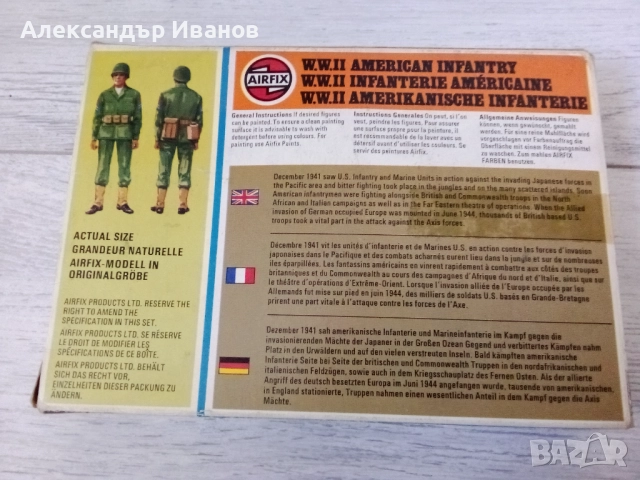 Александър Иванов
AIRFIX
W.W.II AMERICAN INFANTRY
W.W.II INFANTERIE AMÉRICAINE
W.W.II AMERIKANISCHE INFANTERIE
General Instructions If desired figures
can be painted. To ensure a clean painting
surface it is advisable to wash with
detergent before using colours. For
painting use Airfix Paints.
Instructions Generales On peut, si l'on
veut, peintre les figures. Pour assurer
une surface propre pour la peinture, il
est recommandé de la laver avec un
détersif avant d'utiliser les couleurs. Se
servir des peintures Airfix.
Allgemeine Anweisungen Figuren
können, wenn gewünscht, gemalt
werden. Für eine reine Mahlfläche wird
vorgeschlagen vor Farbenauftrag die
Oberfläche mit einem Reinigungsmittel
zu waschen. Zum mahlen AIRFIX
FARBEN benutzen.
December 1941 saw U.S. Infantry and Marine Units in action against the invading Japanese forces in
the Pacific area and bitter fighting took place in the jungles and on the many scattered islands. Soon
American infantrymen were fighting alongside British and Commonwealth troops in the North
African and Italian campaigns as well as in the Far Eastern theatre of operations. When the Allied
invasion of German occupied Europe was mounted in June 1944, thousands of British based U.S.
troops took a vital part in the attack against the Axis forces.
Décembre 1941 vit les unités d'infanterie et de Marines U.S. en action contre les forces d'invasion
japonaises dans le Pacifique et des combats acharnés eurent lieu dans la jungle et sur de nombreuses
îles éparpillées. Les fantassins américains en vinrent rapidement à combattre aux côtés des troupes
britanniques et du Commonwealth au cours des campagnes d'Afrique du nord et d'Italie, ainsi que sur
le théâtre d'opérations d'Extrême-Orient. Lorsque l'invasion alliée de l'Europe occupée par les
Allemands fut mise sur pied en juin 1944, des milliers de soldats U.S. basés en Grande-Bretagne
prirent une part vitale à l'attaque contre les forces de l'Axe.
Dezember 1941 sah amerikanische Infanterie und Marineinfanterie im Kampf gegen die
invasionierenden Mächte der Japaner in der Großen Ozean Gegend und verbittertes Kämpfen nahm
Platz in den Urwäldern und auf den vielen verstreuten Inseln. Bald kämpften amerikanische
Infanterie Seite bei Seite der britischen und Commonwealth Truppen in den nordafrikanischen und
italienischen Feldzügen, sowie auch in dem Kriegsschauplatz des Fernen Osten. Als der allierte
Angriff des deutsch besetzten Europa im Juni 1944 angefangen wurde, tausende von amerikanischen,
in England stationierte, Truppen nahmen einen wesentlichen Anteil in dem Kampf gegen die Axis
Mächte.
ACTUAL SIZE
GRANDEUR NATURELLE
AIRFIX-MODELL IN
ORIGINALGRÖBE
AIRFIX PRODUCTS LTD. RESERVE THE
RIGHT TO AMEND THE
SPECIFICATION IN THIS SET.
AIRFIX PRODUCTS LTD. SE RÉSERVE
LE DROIT DE MODIFIER LES
SPÉCIFICATIONS DE CE BOÎTE.
AIRFIX PRODUCTS LTD. BEHÄLT
SICH DAS RECHT VOR,
EINZELHEITEN DIESER PACKUNG ZU
ÄNDERN.
BAZAR
Александър Иванов